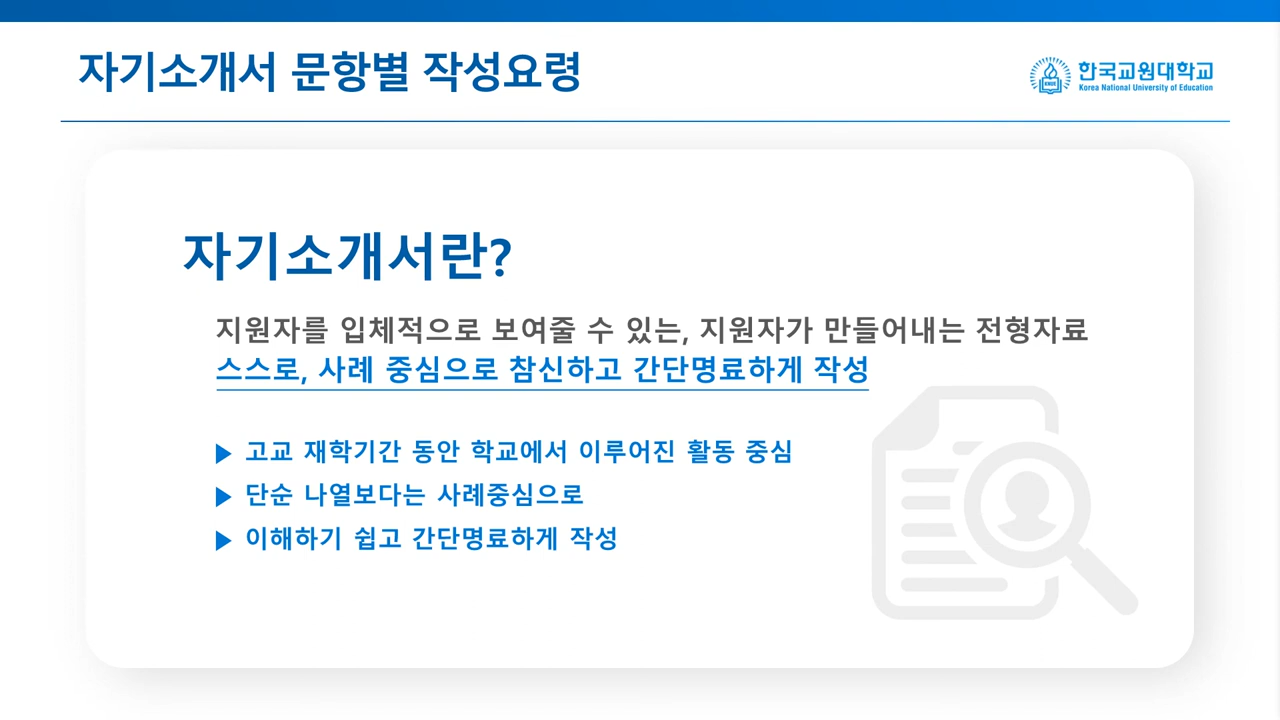 자기소개서 문항별 작성요령
한국교원대학교
Korea National University of Education
자기소개서란?
지원자를 입체적으로 보여줄 수 있는, 지원자가 만들어내는 전형자료
스스로, 사례 중심으로 참신하고 간단명료하게 작성
▶ 고교 재학기간 동안 학교에서 이루어진 활동 중심
▶ 단순 나열보다는 사례중심으로
▶ 이해하기 쉽고 간단명료하게 작성